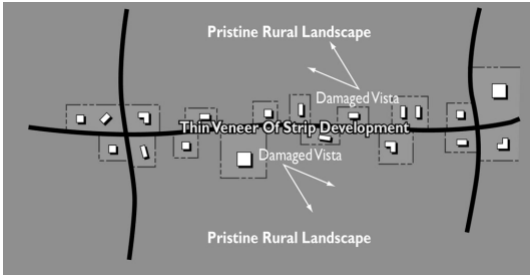 Pristine Rural Landscape
Damaged Vista
Thin Veneer Of Strip Development
Damaged Vista
Pristine Rural Landscape